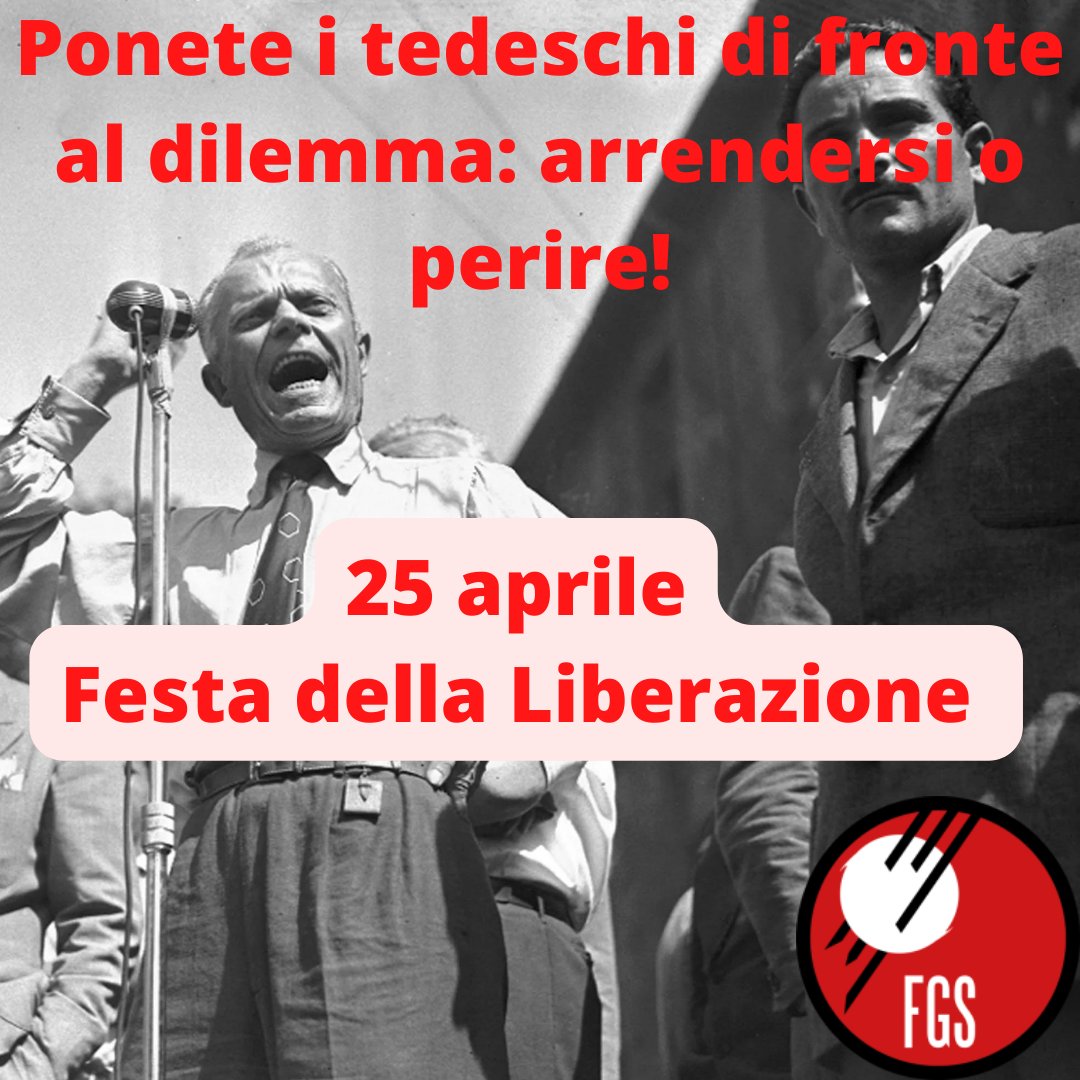 Ponete i tedeschi di fronte
al dilemma: arrendersi o
perire!
25 aprile
Festa della Liberazione
FGS